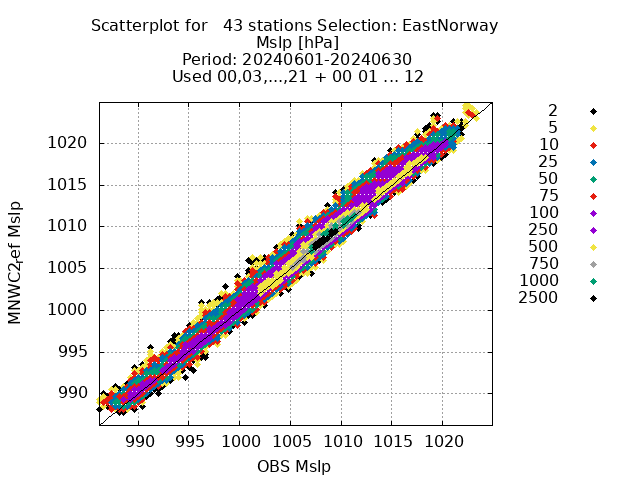 Scatterplot for   43 stations Selection: EastNorway
Mslp [hPa]
Period: 20240601-20240630
Used 00,03,...,21 + 00 01 ... 12
MNWC2,ef Mslp
1020
1015
1010
1005
1000
995
990
990 995 1000 1005 1010 1015 1020
OBS Mslp
2
5
10
25
50
75
100
250
500
750
1000
2500